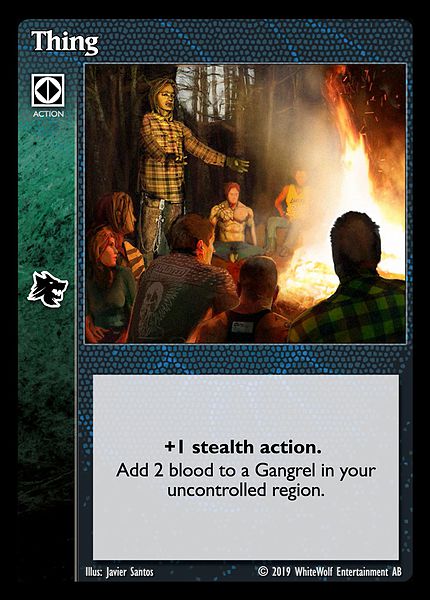 Thing
ACTION
+1 stealth action.
Add 2 blood to a Gangrel in your
uncontrolled region.
Illus: Javier Santos
© 2019 WhiteWolf Entertainment AB